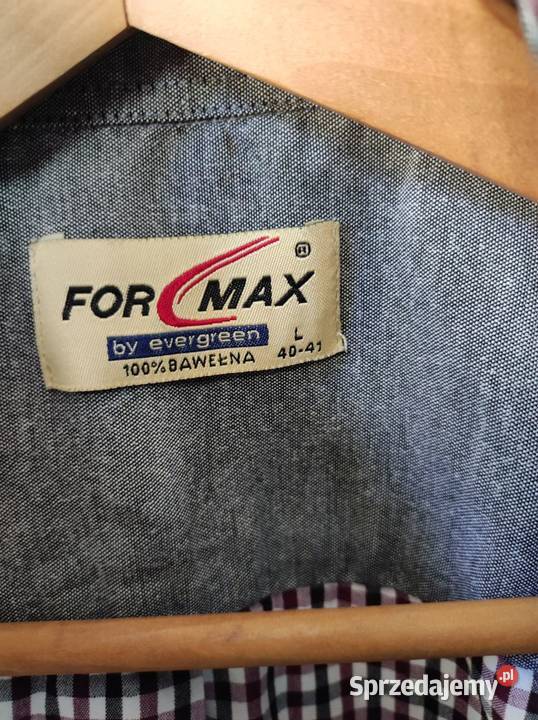 FOR MAX ®
by evergreen L
100% BAWEŁNA 40-41
Sprzedajemy.pl